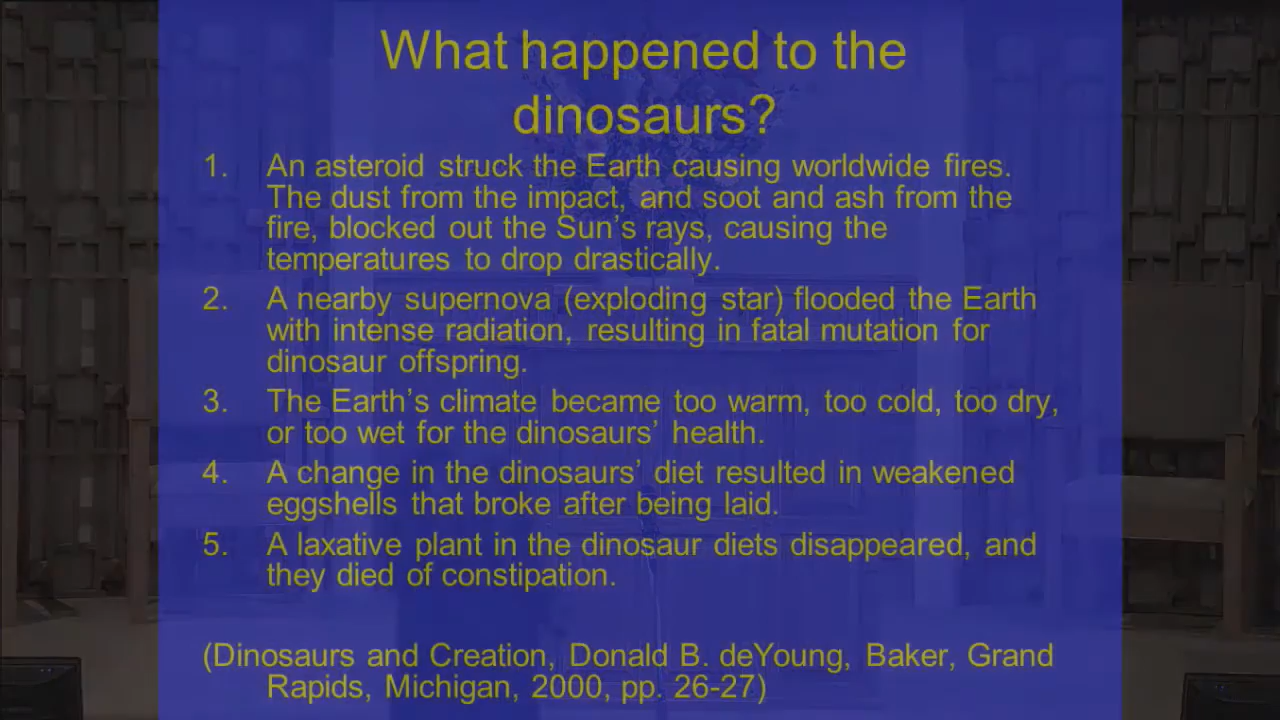 What happened to the
dinosaurs?
1. An asteroid struck the Earth causing worldwide fires.
The dust from the impact, and soot and ash from the
fire, blocked out the Sun's rays, causing the
temperatures to drop drastically.
2. A nearby supernova (exploding star) flooded the Earth
with intense radiation, resulting in fatal mutation for
dinosaur offspring.
3. The Earth's climate became too warm, too cold, too dry,
or too wet for the dinosaurs' health.
4. A change in the dinosaurs' diet resulted in weakened
eggshells that broke after being laid.
5. A laxative plant in the dinosaur diets disappeared, and
they died of constipation.
(Dinosaurs and Creation, Donald B. deYoung, Baker, Grand
Rapids, Michigan, 2000, pp. 26-27)